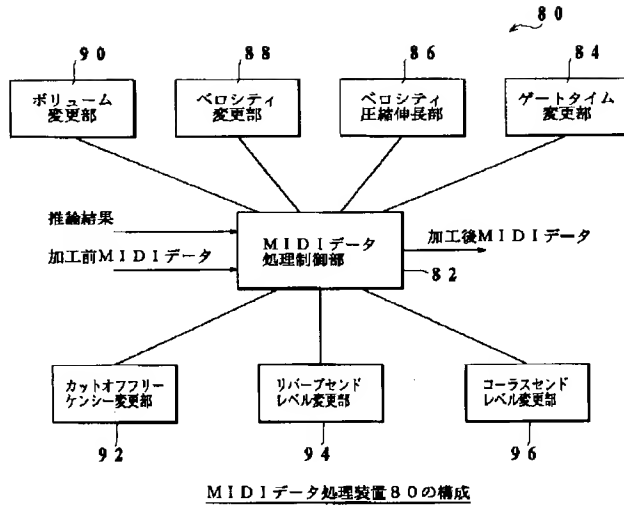 80
90
88
86
84
ボリューム
変更部
ベロシティ
変更部
ベロシティ
圧縮伸長部
ゲートタイム
変更部
推論結果
加工前MIDIデータ
MIDIデータ
処理制御部
加工後MIDIデータ
82
カットオフフリー
ケンシー変更部
リバーブセンド
レベル変更部
コーラスセンド
レベル変更部
92
94
96
MIDIデータ処理装置80の構成